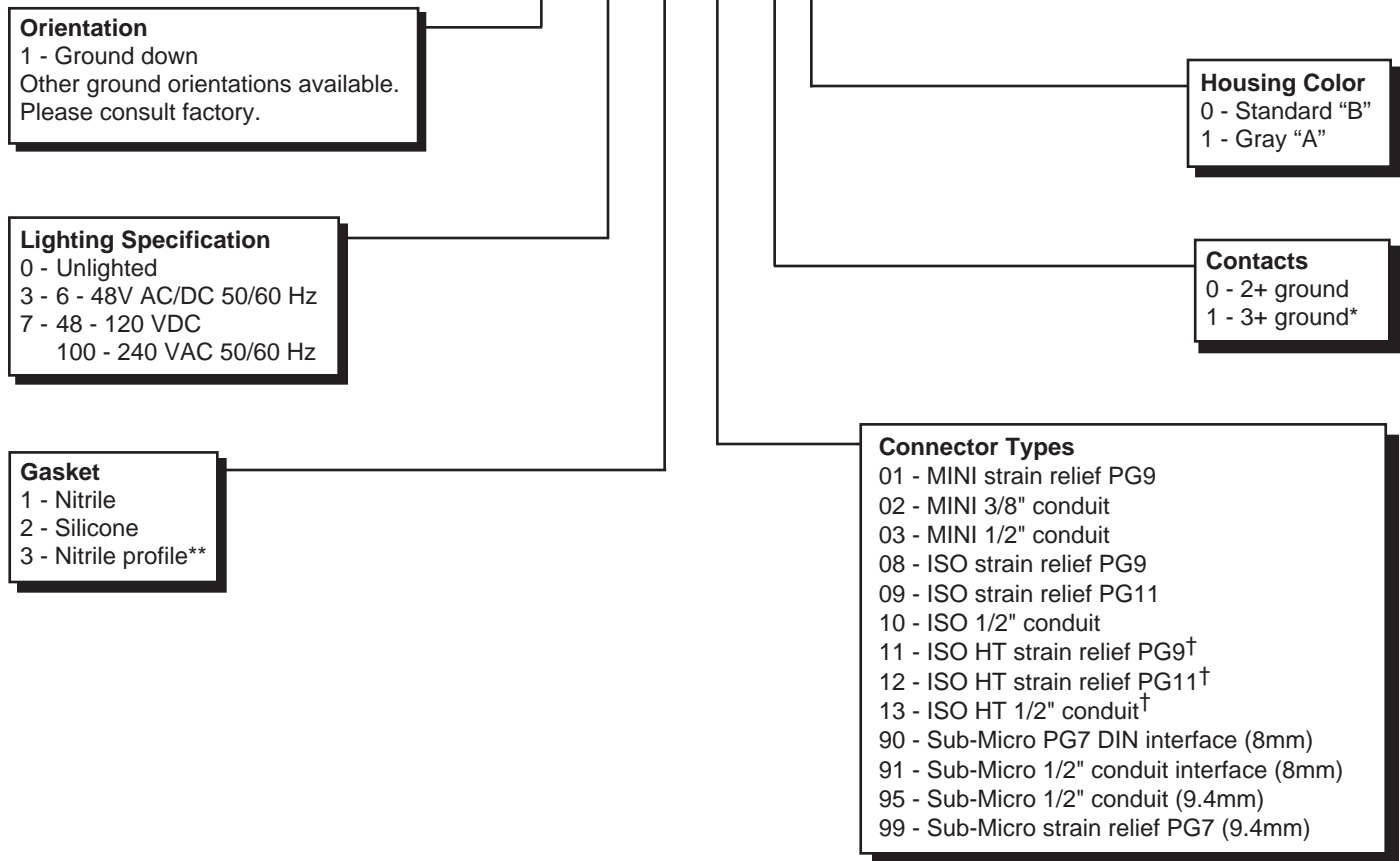 Orientation
1 - Ground down
Other ground orientations available.
Please consult factory.
Housing Color
0 - Standard “B”
1 - Gray “A”
Lighting Specification
0 - Unlighted
3 - 6 - 48V AC/DC 50/60 Hz
7 - 48 - 120 VDC
100 - 240 VAC 50/60 Hz
Contacts
0 - 2+ ground
1 - 3+ ground*
Gasket
1 - Nitrile
2 - Silicone
3 - Nitrile profile**
Connector Types
01 - MINI strain relief PG9
02 - MINI 3/8" conduit
03 - MINI 1/2" conduit
08 - ISO strain relief PG9
09 - ISO strain relief PG11
10 - ISO 1/2" conduit
11 - ISO HT strain relief PG9†
12 - ISO HT strain relief PG11†
13 - ISO HT 1/2" conduit†
90 - Sub-Micro PG7 DIN interface (8mm)
91 - Sub-Micro 1/2" conduit interface (8mm)
95 - Sub-Micro 1/2" conduit (9.4mm)
99 - Sub-Micro strain relief PG7 (9.4mm)